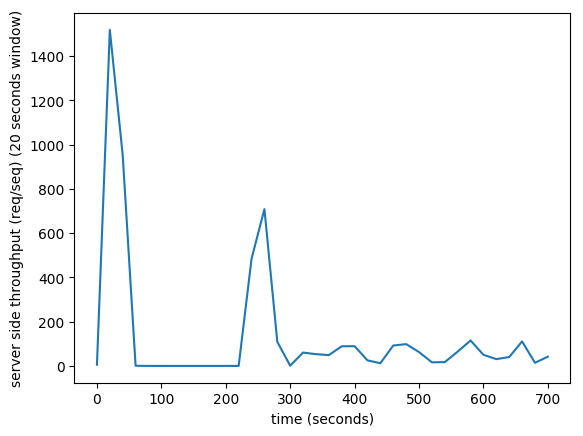 server side throughput (req/seq) (20 seconds window)
1400
1200
1000
800
600
400
200
0
0 100 200 300 400 500 600 700
time (seconds)